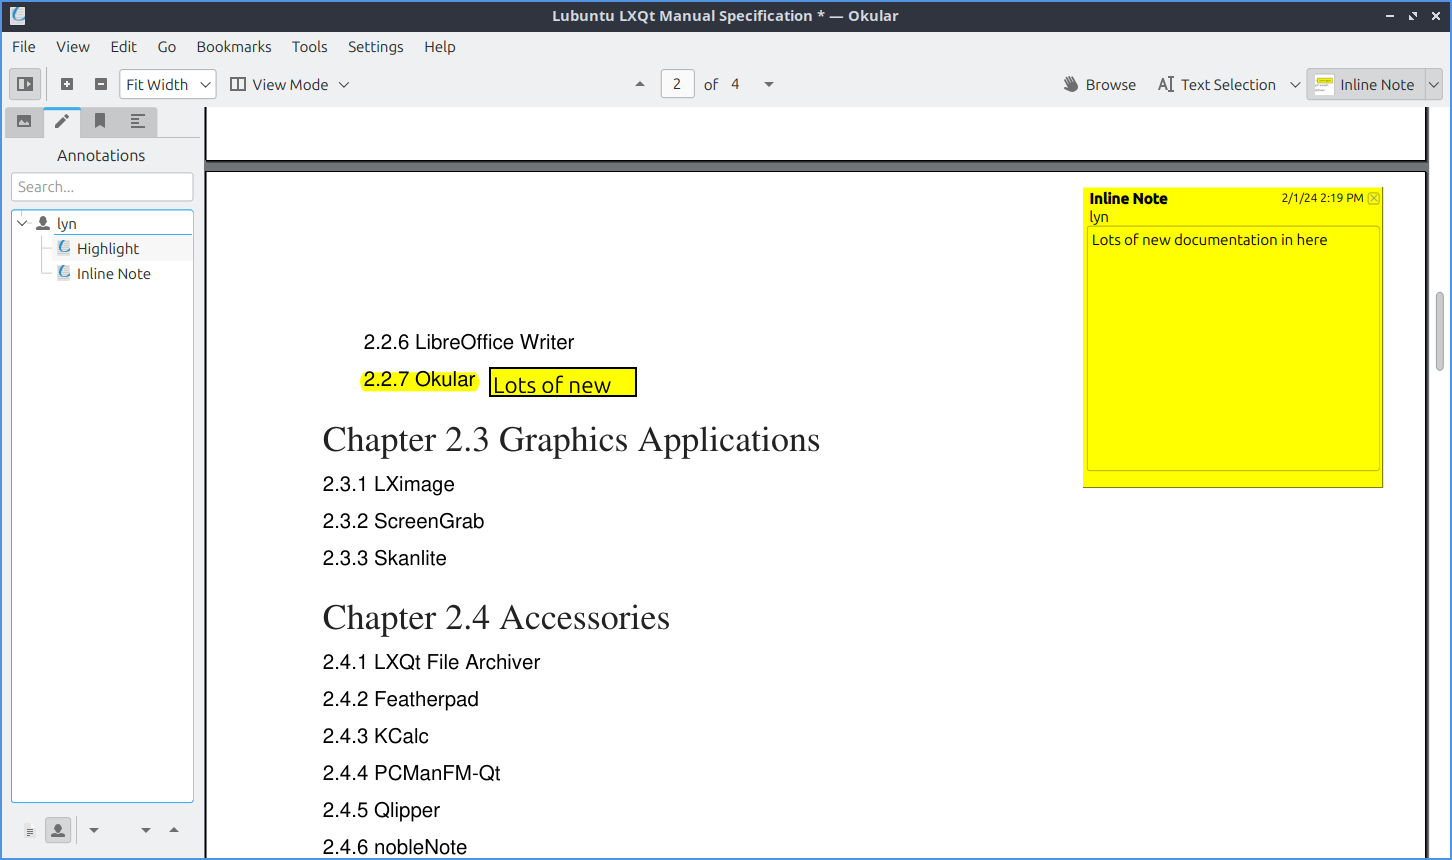 Lubuntu LXQt Manual Specification * — Okular
File View Edit Go Bookmarks Tools Settings Help
Fit Width View Mode 2 of 4 Browse Text Selection Inline Note
Annotations
Search...
lyn
Highlight
Inline Note
Inline Note 2/1/24 2:19 PM
lyn
Lots of new documentation in here
2.2.6 LibreOffice Writer
2.2.7 Okular Lots of new
Chapter 2.3 Graphics Applications
2.3.1 LXimage
2.3.2 ScreenGrab
2.3.3 Skanlite
Chapter 2.4 Accessories
2.4.1 LXQt File Archiver
2.4.2 Featherpad
2.4.3 KCalc
2.4.4 PCManFM-Qt
2.4.5 Qlipper
2.4.6 nobleNote